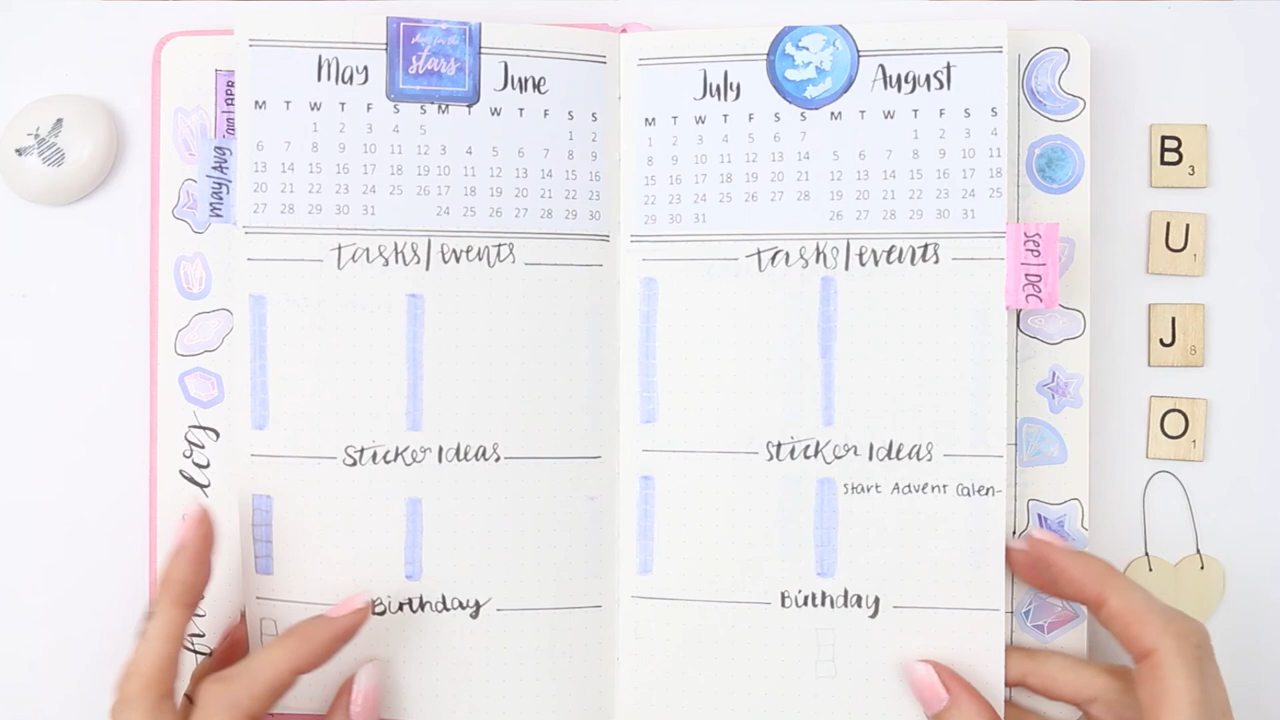 May
shoot for the
stars
June
M T W T F S S
1 2 3 4 5
6 7 8 9 10 11 12
13 14 15 16 17 18 19
20 21 22 23 24 25 26
27 28 29 30 31
M T W T F S S
1 2
3 4 5 6 7 8 9
10 11 12 13 14 15 16
17 18 19 20 21 22 23
24 25 26 27 28 29 30
Tasks/events
Sticker Ideas
Birthday
July
August
M T W T F S S
1 2 3 4 5 6 7
8 9 10 11 12 13 14
15 16 17 18 19 20 21
22 23 24 25 26 27 28
29 30 31
M T W T F S S
1 2 3 4
5 6 7 8 9 10 11
12 13 14 15 16 17 18
19 20 21 22 23 24 25
26 27 28 29 30 31
Tasks/events
Sticker Ideas
Start Advent Calen-
Birthday
May/Aug
log
Sep/Dec
B3
U1
J8
O1